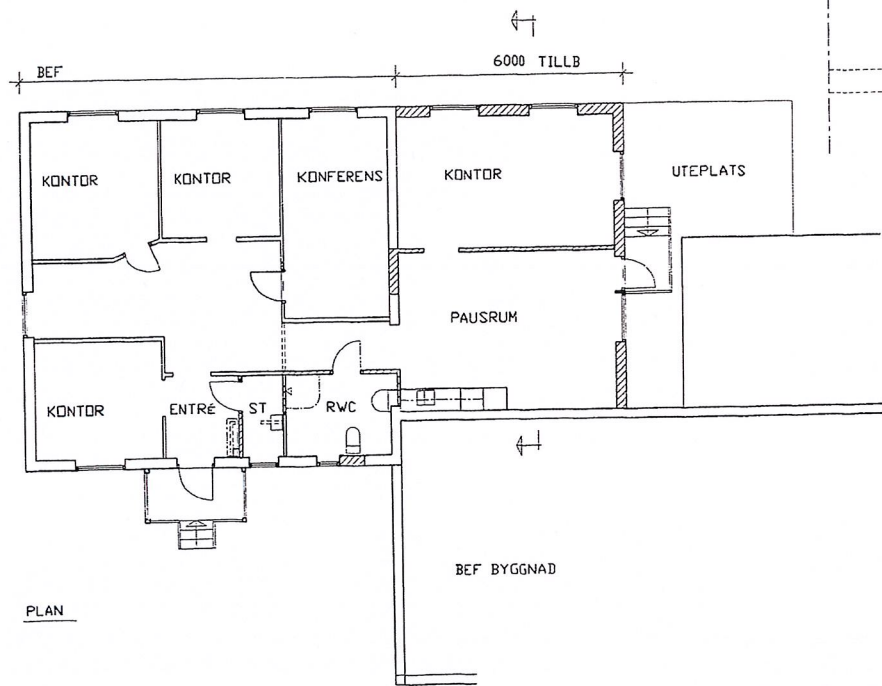 6000 TILLB
BEF
KONTOR
KONTOR
KONFERENS
KONTOR
UTEPLATS
PAUSRUM
KONTOR
ENTRÉ
ST
RWC
BEF BYGGNAD
PLAN